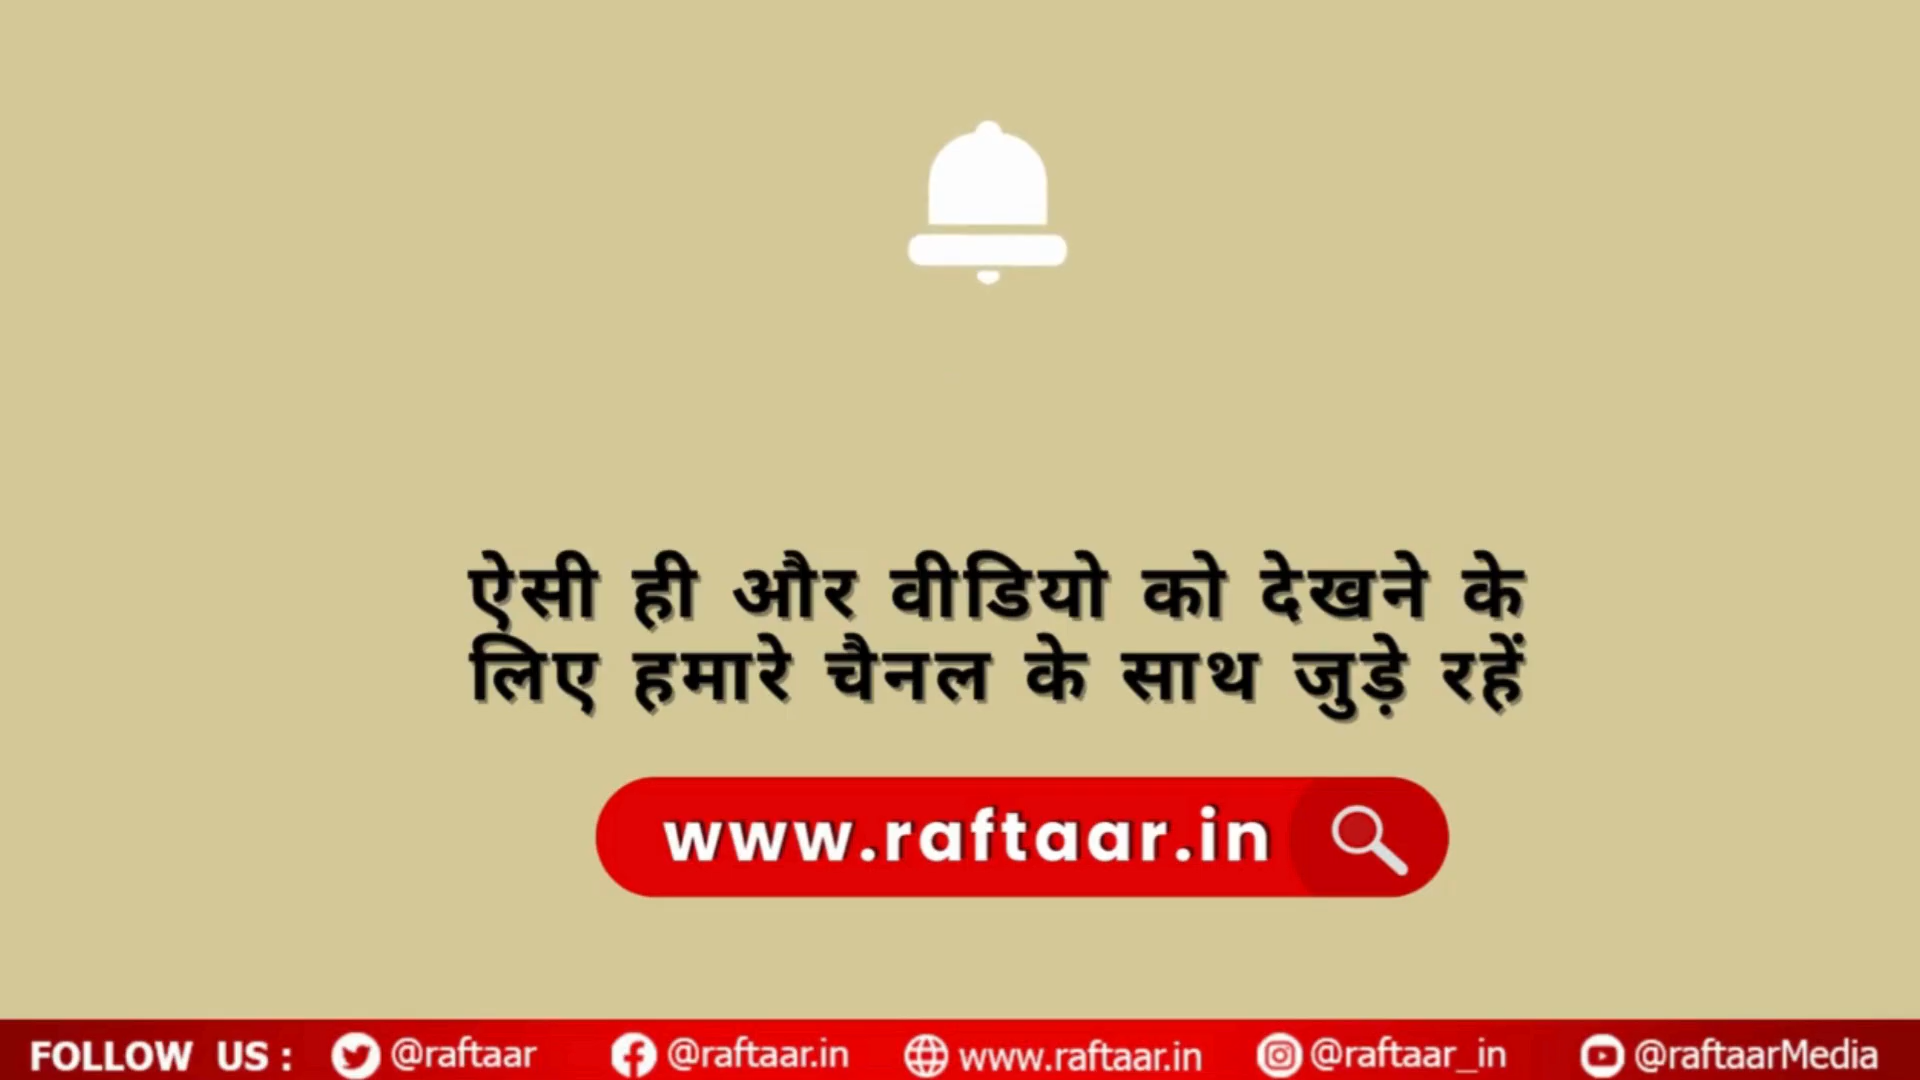 ऐसी ही और वीडियो को देखने के
लिए हमारे चैनल के साथ जुड़े रहें
www.raftaar.in
FOLLOW US : @raftaar @raftaar.in www.raftaar.in @raftaar_in @raftaarMedia